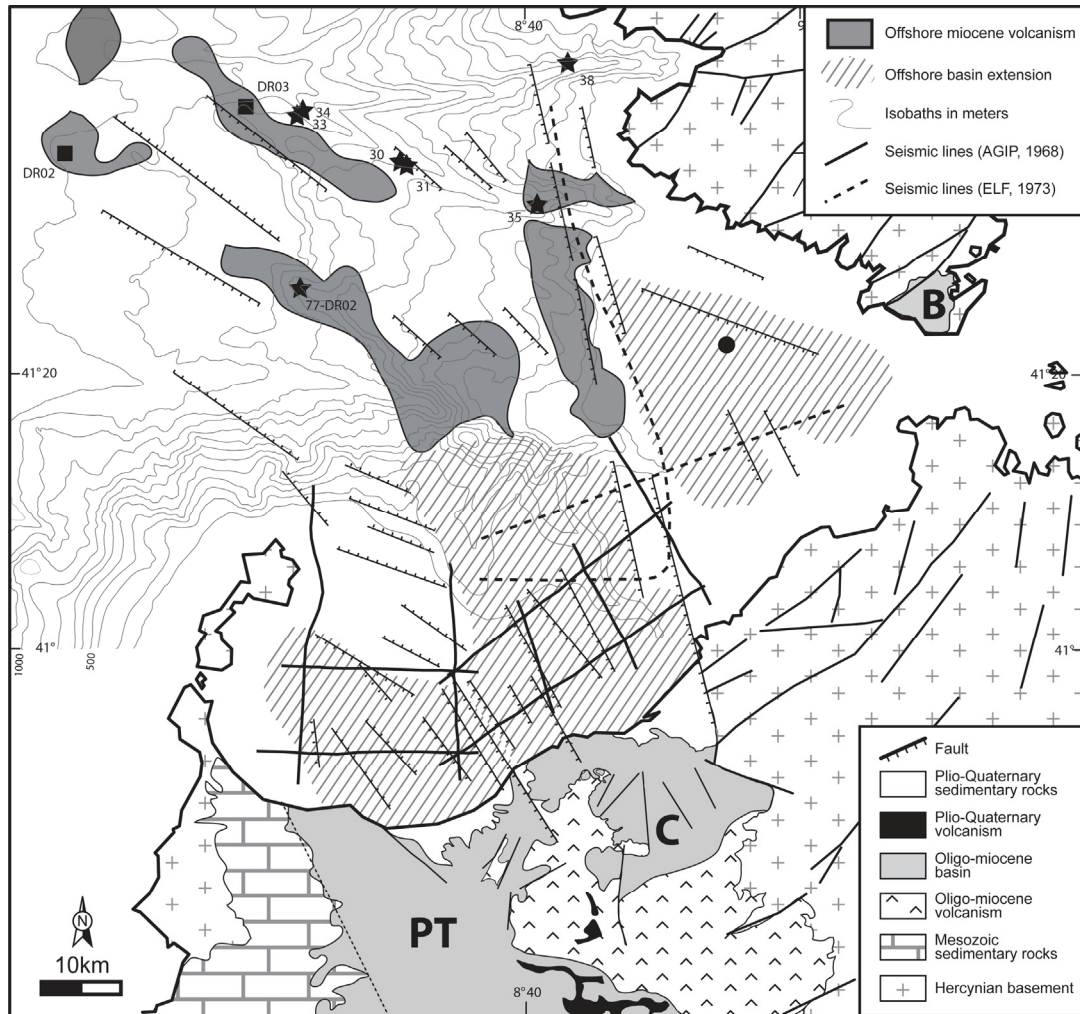 8°40
9
Offshore miocene volcanism
Offshore basin extension
Isobaths in meters
Seismic lines (AGIP, 1968)
Seismic lines (ELF, 1973)
38
DR03
34
33
DR02
30
31
35
77-DR02
B
41°20
41°20
41°
41°
1000
500
C
PT
N
10km
8°40
Fault
Plio-Quaternary
sedimentary rocks
Plio-Quaternary
volcanism
Oligo-miocene
basin
Oligo-miocene
volcanism
Mesozoic
sedimentary rocks
Hercynian basement